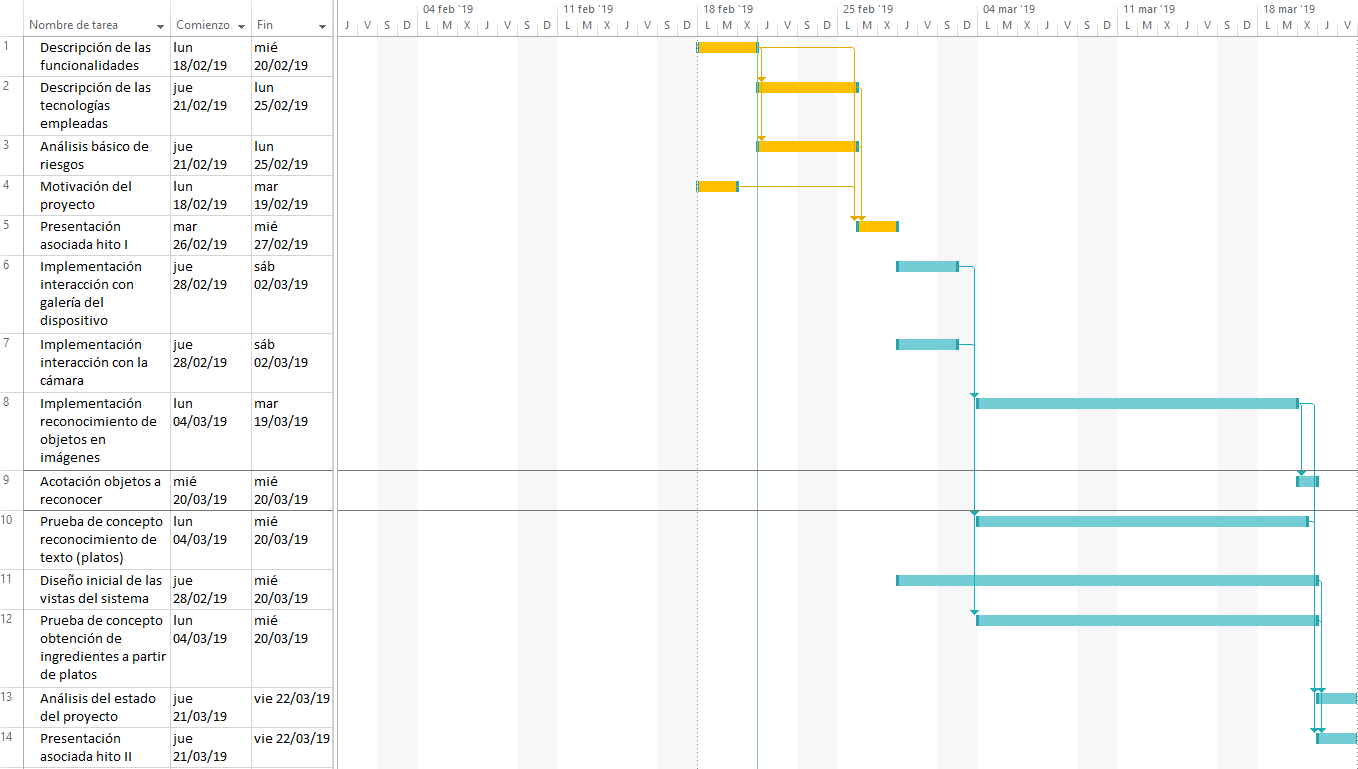 04 feb '19 11 feb '19 18 feb '19 25 feb '19 04 mar '19 11 mar '19 18 mar '19
Nombre de tarea Comienzo Fin J V S D L M X J V S D L M X J V S D L M X J V S D L M X J V S D L M X J V S D L M X J V S D L M X J V
1 Descripción de las lun mié
funcionalidades 18/02/19 20/02/19
2 Descripción de las jue lun
tecnologías 21/02/19 25/02/19
empleadas
3 Análisis básico de jue lun
riesgos 21/02/19 25/02/19
4 Motivación del lun mar
proyecto 18/02/19 19/02/19
5 Presentación mar mié
asociada hito I 26/02/19 27/02/19
6 Implementación jue sáb
interacción con 28/02/19 02/03/19
galería del
dispositivo
7 Implementación jue sáb
interacción con la 28/02/19 02/03/19
cámara
8 Implementación lun mar
reconocimiento de 04/03/19 19/03/19
objetos en
imágenes
9 Acotación objetos a mié mié
reconocer 20/03/19 20/03/19
10 Prueba de concepto lun mié
reconocimiento de 04/03/19 20/03/19
texto (platos)
11 Diseño inicial de las jue mié
vistas del sistema 28/02/19 20/03/19
12 Prueba de concepto lun mié
obtención de 04/03/19 20/03/19
ingredientes a partir
de platos
13 Análisis del estado jue vie 22/03/19
del proyecto 21/03/19
14 Presentación jue vie 22/03/19
asociada hito II 21/03/19